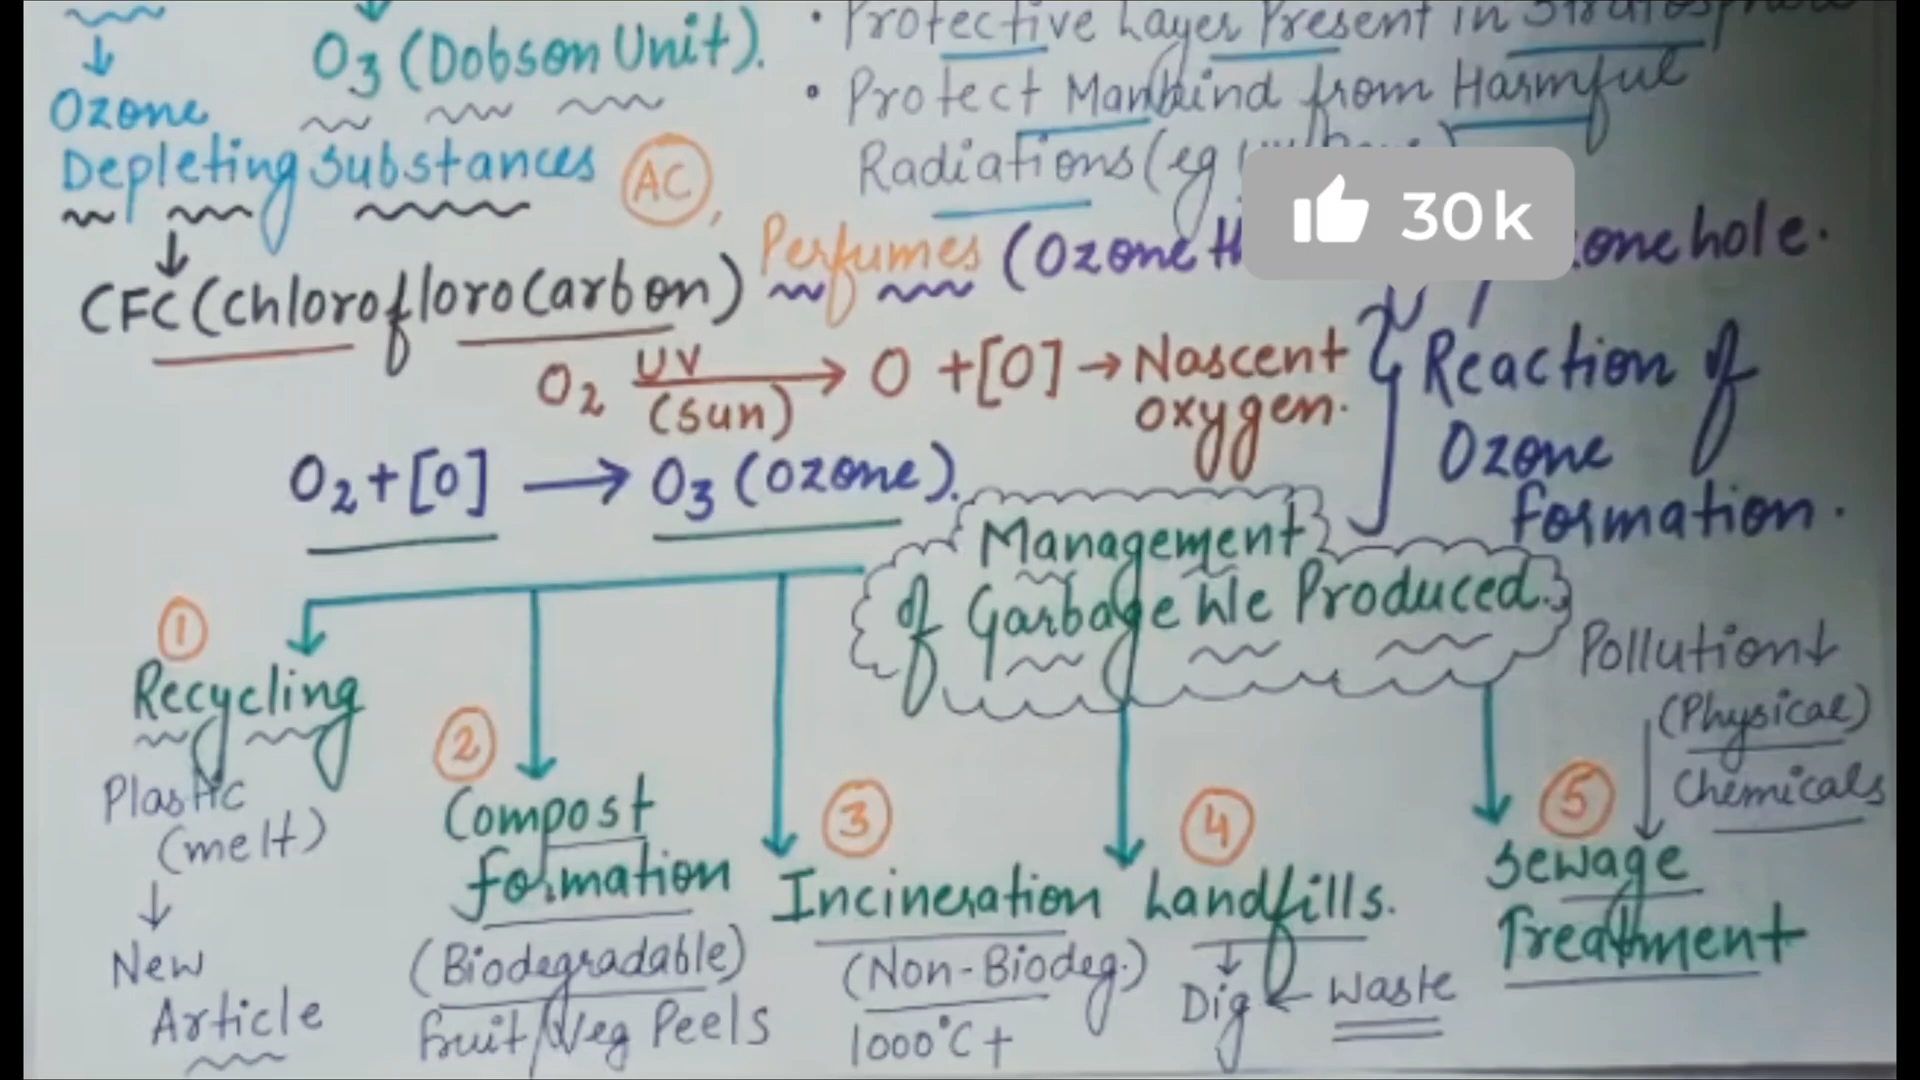 O3 (Dobson Unit).
Ozone
Depleting Substances
AC,
• Protective Layer Present in Stratosphere
• Protect Mankind from Harmful
Radiations (eg
30k
Perfumes (Ozone
hole.
CFC (Chlorofloro Carbon)
O2 UV (Sun) → O + [O] → Nascent
oxygen.
Reaction of
Ozone
formation.
O2 + [O] → O3 (Ozone).
Management
of Garbage We Produced.
1
Recycling
Plastic
(melt)
↓
New
Article
2
Compost
formation
(Biodegradable)
fruit/Veg Peels
3
Incineration
(Non-Biodeg.)
1000°C+
4
Landfills.
Dig ← Waste
Pollution↓
(Physical)
Chemicals
5
Sewage
Treatment